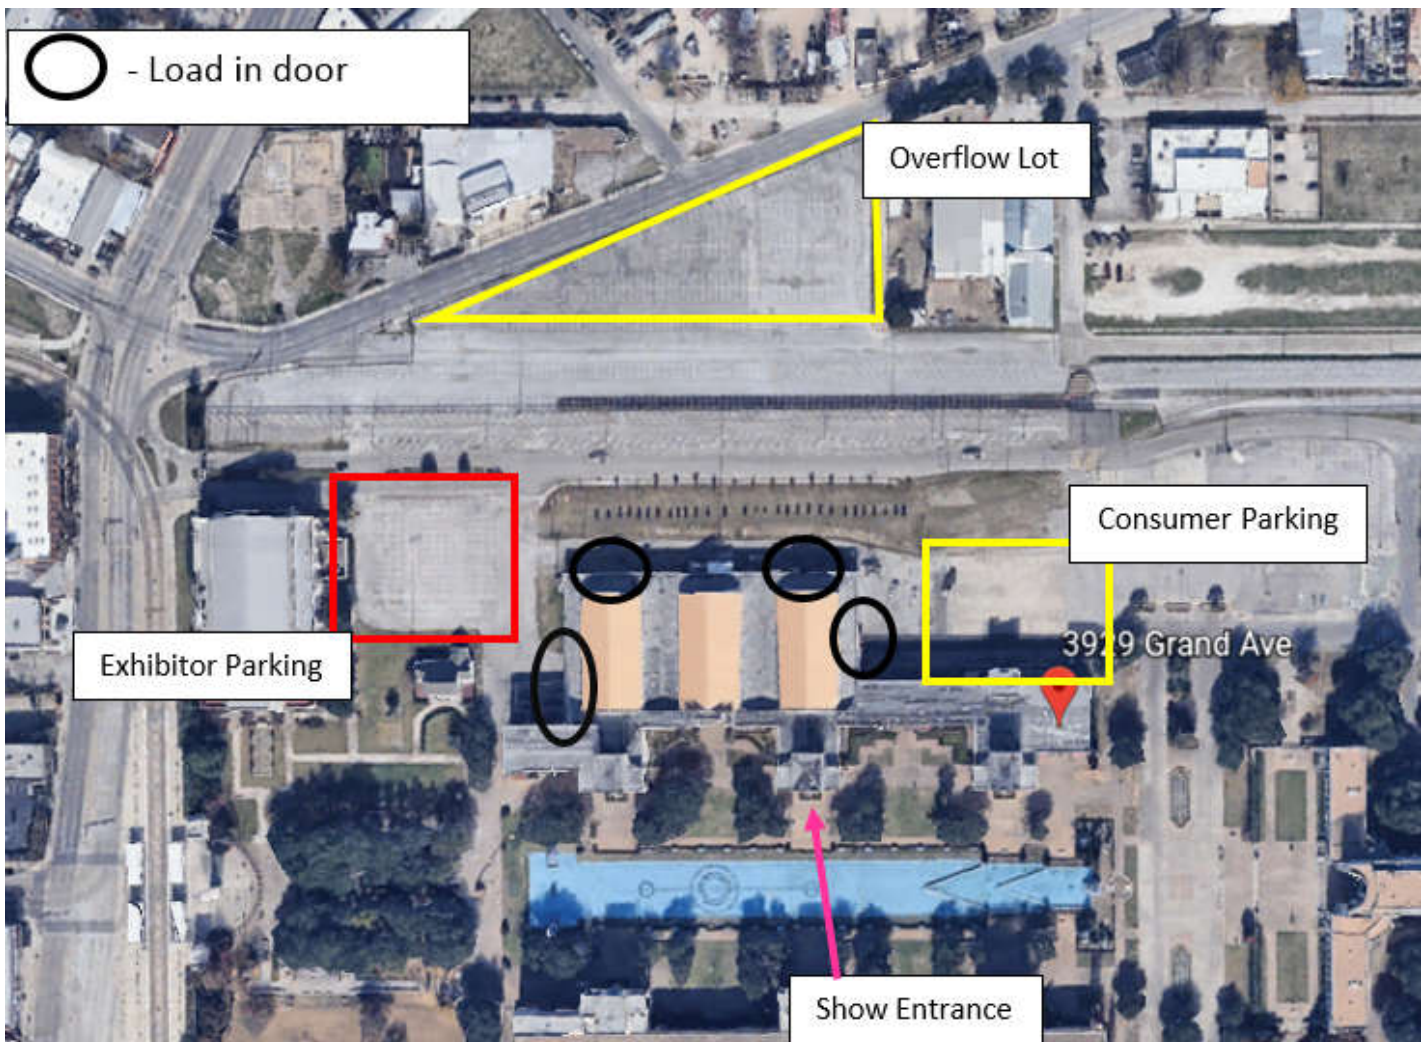 - Load in door
Overflow Lot
Consumer Parking
3929 Grand Ave
Exhibitor Parking
Show Entrance